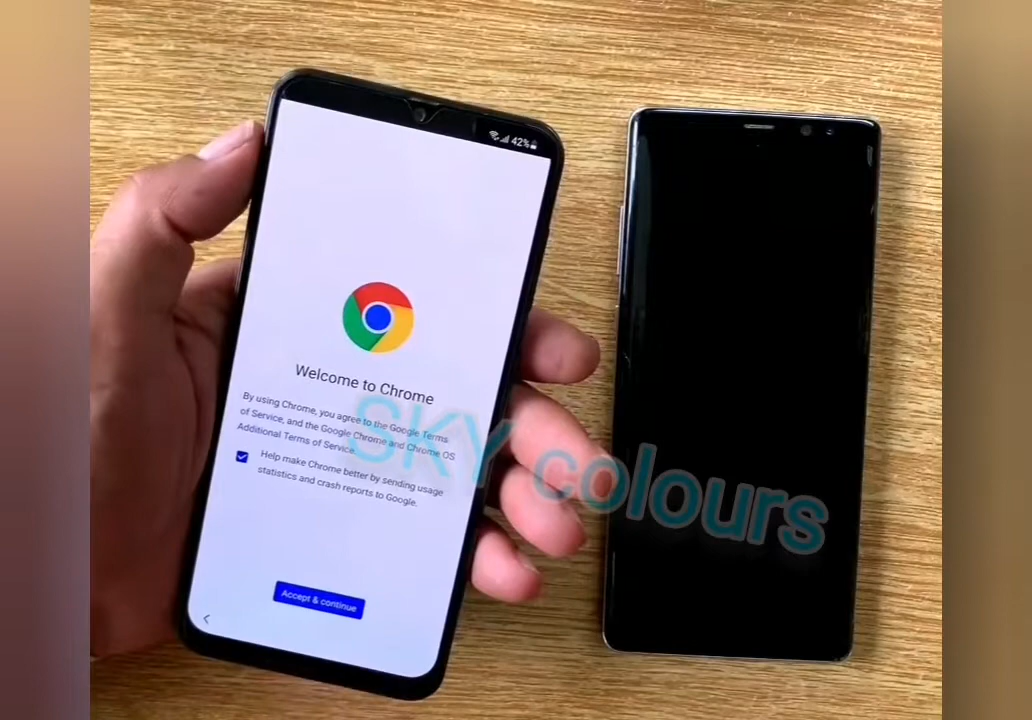 42%
Welcome to Chrome
By using Chrome, you agree to the Google Terms
of Service, and the Google Chrome and Chrome OS
Additional Terms of Service.
Help make Chrome better by sending usage
statistics and crash reports to Google.
Accept & continue
SKY colours